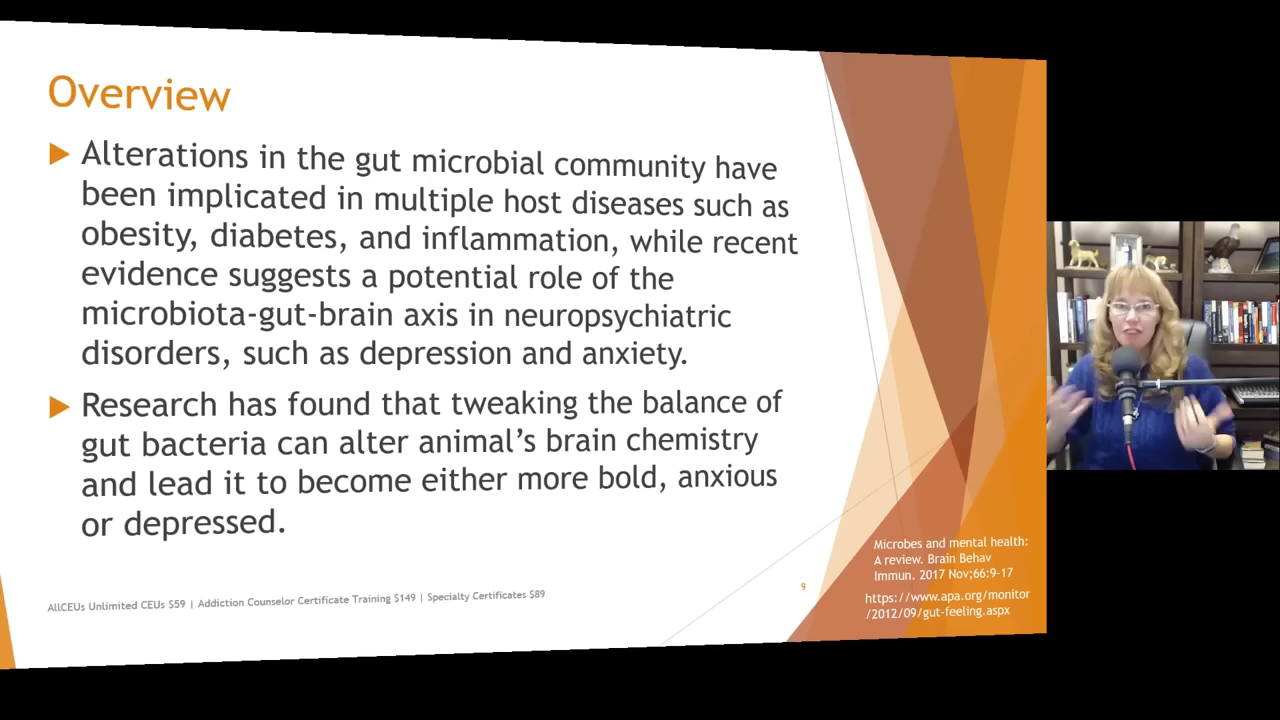 Overview
Alterations in the gut microbial community have
been implicated in multiple host diseases such as
obesity, diabetes, and inflammation, while recent
evidence suggests a potential role of the
microbiota-gut-brain axis in neuropsychiatric
disorders, such as depression and anxiety.
Research has found that tweaking the balance of
gut bacteria can alter animal’s brain chemistry
and lead it to become either more bold, anxious
or depressed.
Microbes and mental health:
A review. Brain Behav
Immun. 2017 Nov;66:9-17
https://www.apa.org/monitor
/2012/09/gut-feeling.aspx
9
AllCEUs Unlimited CEUs $59 | Addiction Counselor Certificate Training $149 | Specialty Certificates $89